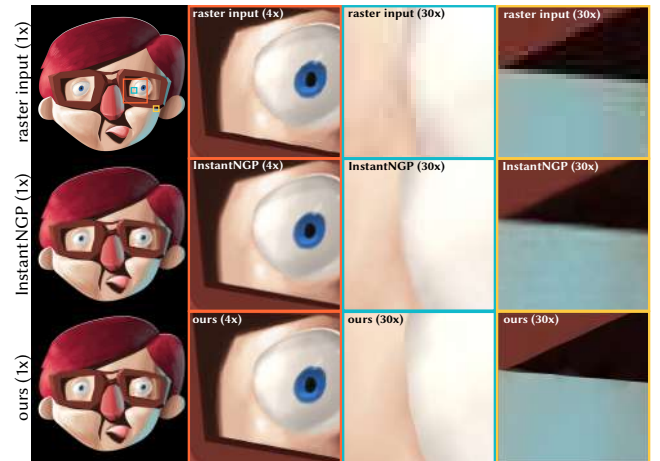 raster input (1x)
raster input (4x)
raster input (30x)
raster input (30x)
InstantNGP (1x)
InstantNGP (4x)
InstantNGP (30x)
InstantNGP (30x)
ours (1x)
ours (4x)
ours (30x)
ours (30x)